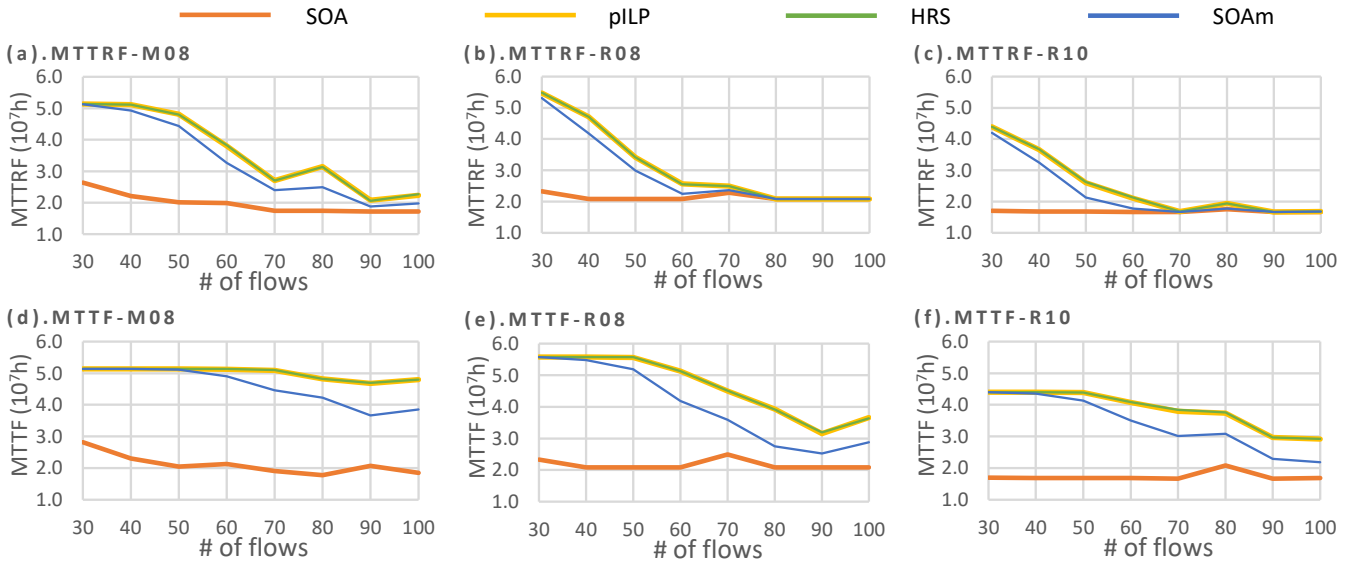 SOA pILP HRS SOAm
(a).MTTRF-M08 (b).MTTRF-R08 (c).MTTRF-R10
MTTRF (10⁷h) MTTRF (10⁷h) MTTRF (10⁷h)
6.0 6.0 6.0
5.0 5.0 5.0
4.0 4.0 4.0
3.0 3.0 3.0
2.0 2.0 2.0
1.0 1.0 1.0
30 40 50 60 70 80 90 100 30 40 50 60 70 80 90 100 30 40 50 60 70 80 90 100
# of flows # of flows # of flows
(d).MTTF-M08 (e).MTTF-R08 (f).MTTF-R10
MTTF (10⁷h) MTTF (10⁷h) MTTF (10⁷h)
6.0 6.0 6.0
5.0 5.0 5.0
4.0 4.0 4.0
3.0 3.0 3.0
2.0 2.0 2.0
1.0 1.0 1.0
30 40 50 60 70 80 90 100 30 40 50 60 70 80 90 100 30 40 50 60 70 80 90 100
# of flows # of flows # of flows